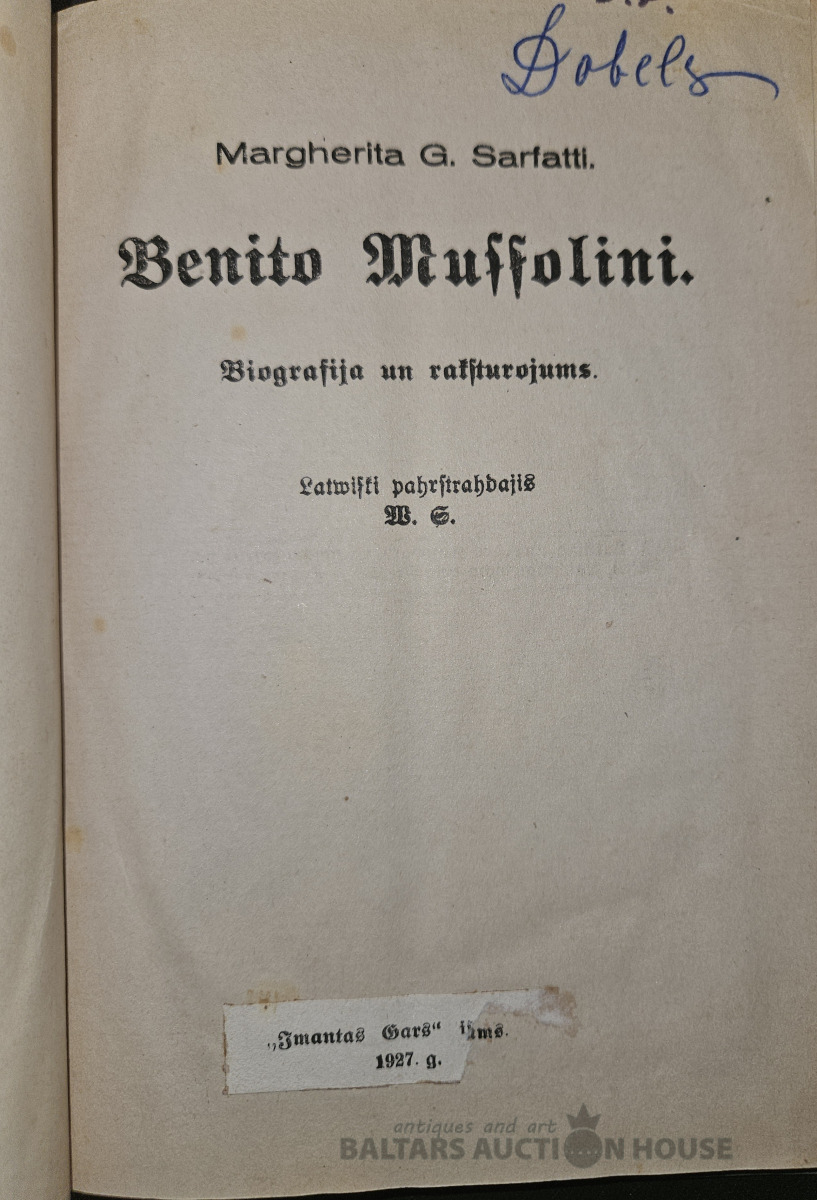 Dobels
Margherita G. Sarfatti.
Benito Muſſolini.
Biografija un rakſturojums.
Latwiſki pahrſtrahdajis
W. S.
„Imantas Gars“
1927. g.
antiques and art
BALTARS AUCTION HOUSE